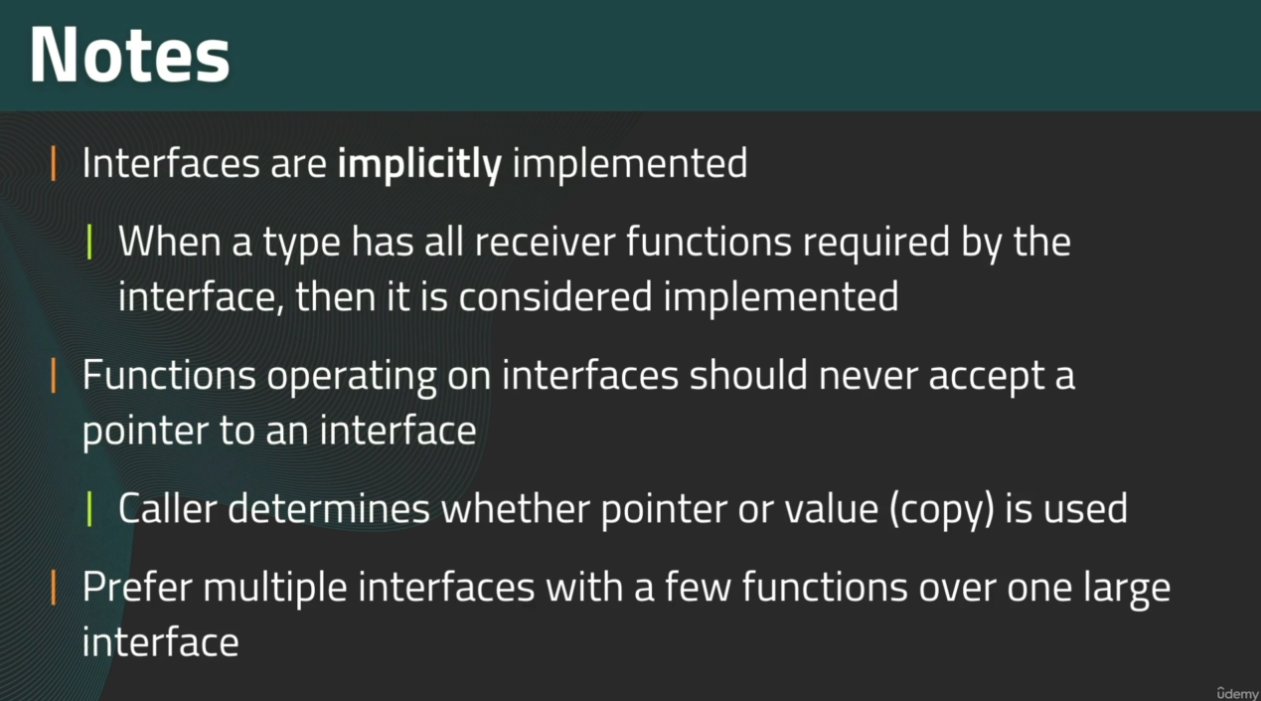 Notes
Interfaces are implicitly implemented
When a type has all receiver functions required by the
interface, then it is considered implemented
Functions operating on interfaces should never accept a
pointer to an interface
Caller determines whether pointer or value (copy) is used
Prefer multiple interfaces with a few functions over one large
interface
ûdemy